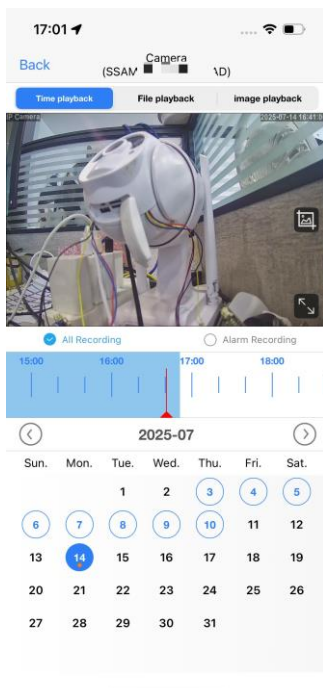 17:01
Back
Camera
(SSAM
D)
Time playback File playback image playback
IP Camera 2025-07-14 16:41:0
All Recording Alarm Recording
15:00 16:00 17:00 18:00
2025-07
Sun. Mon. Tue. Wed. Thu. Fri. Sat.
1 2 3 4 5
6 7 8 9 10 11 12
13 14 15 16 17 18 19
20 21 22 23 24 25 26
27 28 29 30 31